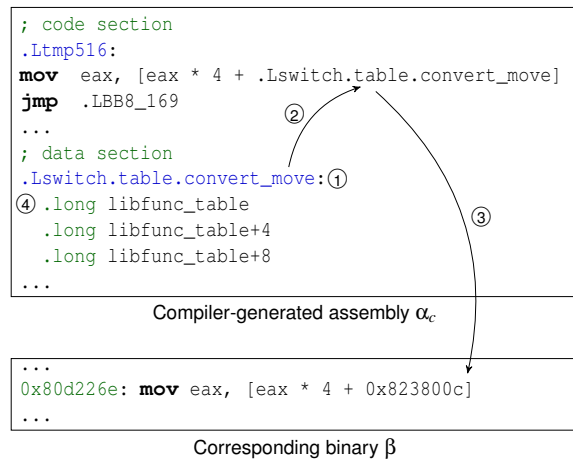 ; code section
.Ltmp516:
mov eax, [eax * 4 + .Lswitch.table.convert_move]
jmp .LBB8_169
...
②
; data section
.Lswitch.table.convert_move: ①
④ .long libfunc_table
③
.long libfunc_table+4
.long libfunc_table+8
...
Compiler-generated assembly αc
...
0x80d226e: mov eax, [eax * 4 + 0x823800c]
...
Corresponding binary β